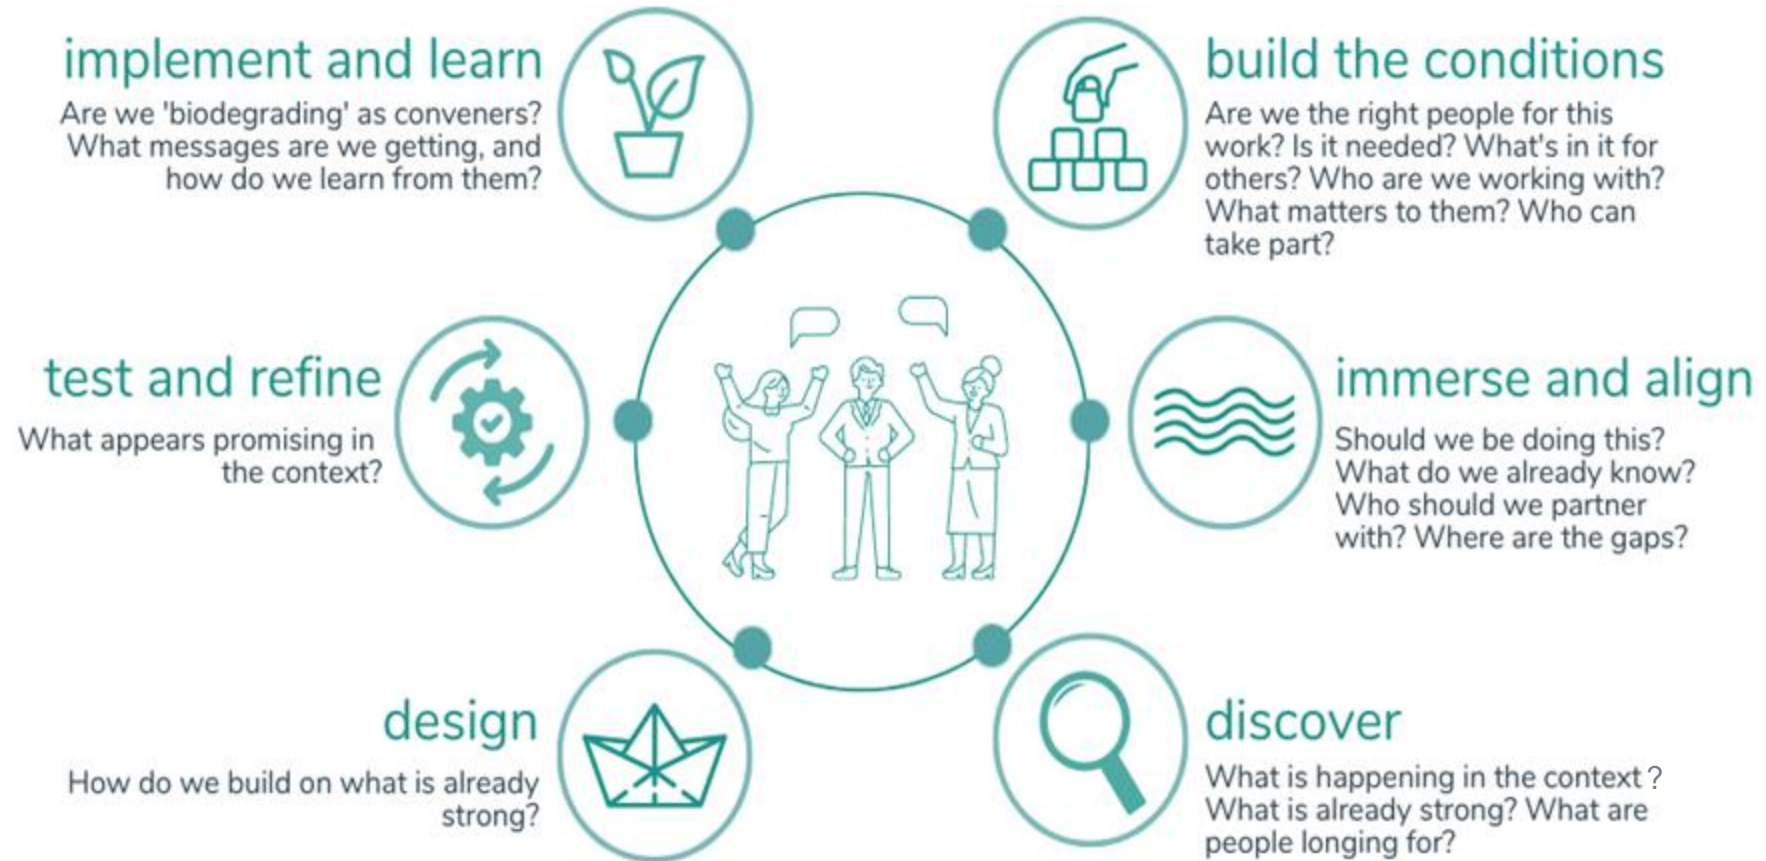 implement and learn
Are we 'biodegrading' as conveners?
What messages are we getting, and
how do we learn from them?
build the conditions
Are we the right people for this
work? Is it needed? What's in it for
others? Who are we working with?
What matters to them? Who can
take part?
test and refine
What appears promising in
the context?
immerse and align
Should we be doing this?
What do we already know?
Who should we partner
with? Where are the gaps?
design
How do we build on what is already
strong?
discover
What is happening in the context ?
What is already strong? What are
people longing for?